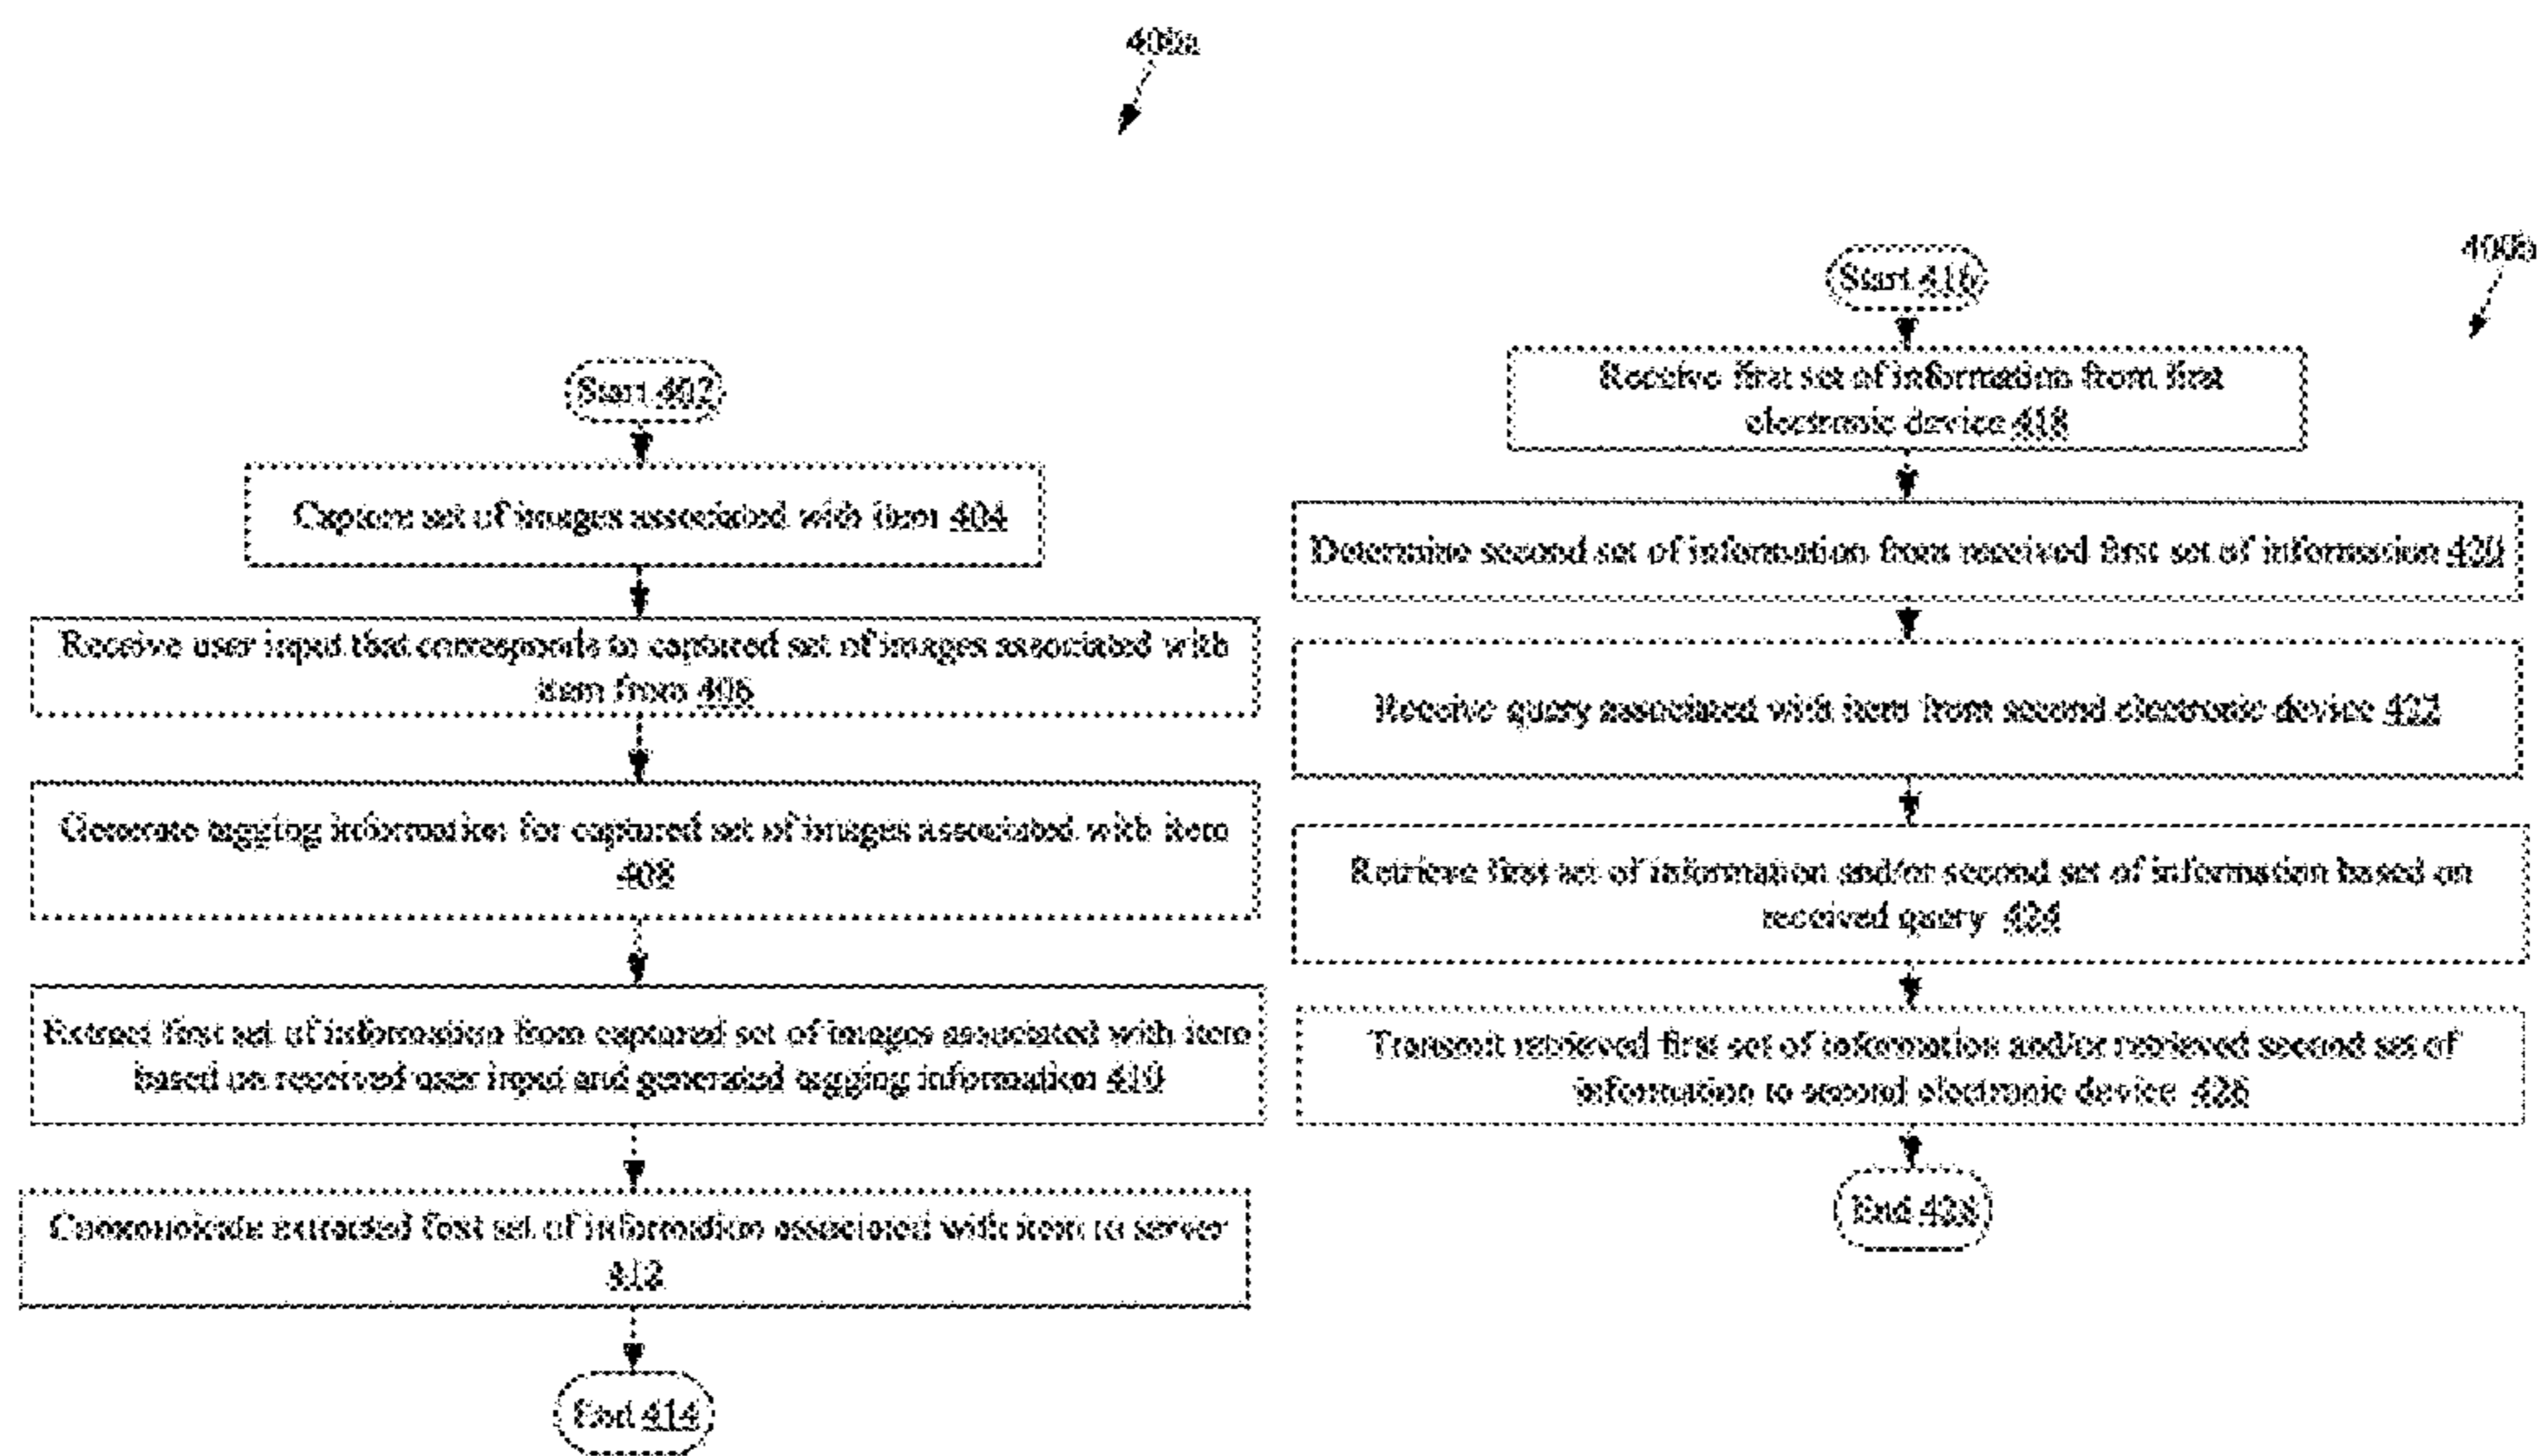 400a
Start 402
Capture set of images associated with item 404
Receive user input that corresponds to captured set of images associated with
item from 406
Generate tagging information for captured set of images associated with item
408
Extract first set of information from captured set of images associated with item
based on received user input and generated tagging information 410
Communicate extracted first set of information associated with item to server
412
End 414
400b
Start 416
Receive first set of information from first
electronic device 418
Determine second set of information from received first set of information 420
Receive query associated with item from second electronic device 422
Retrieve first set of information and/or second set of information based on
received query 424
Transmit retrieved first set of information and/or retrieved second set of
information to second electronic device 426
End 428